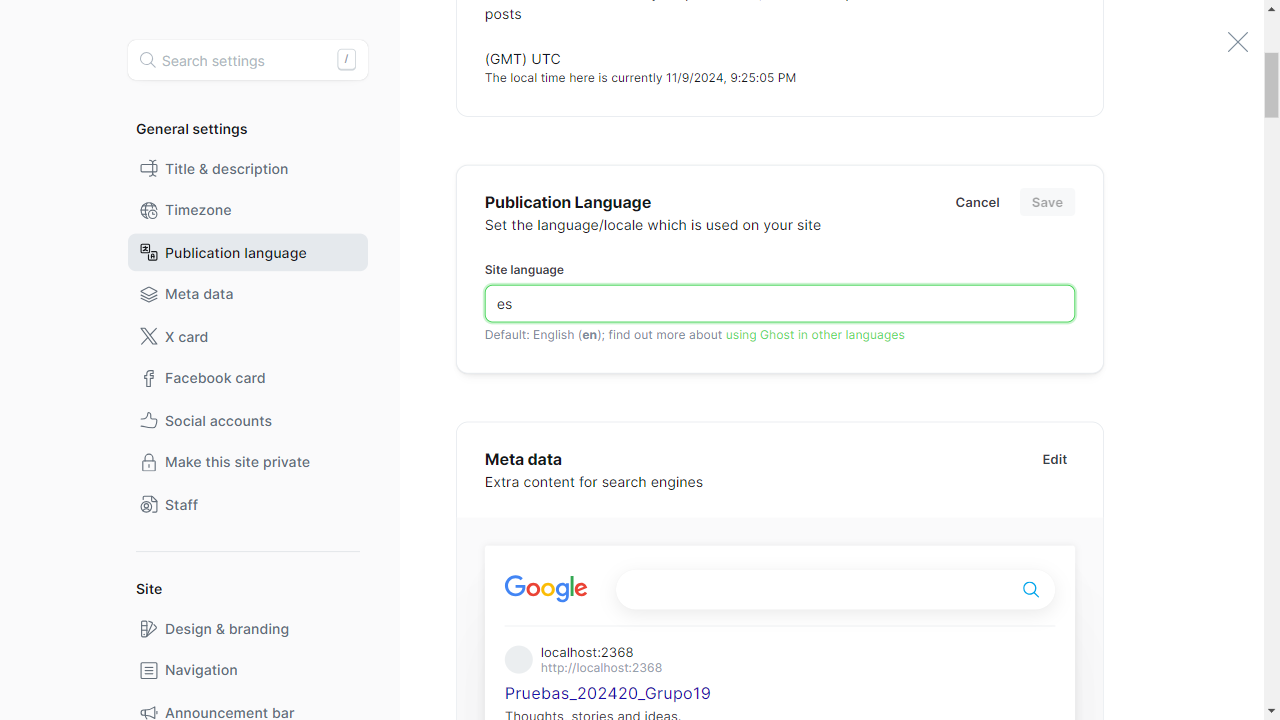 Search settings
/
General settings
Title & description
Timezone
Publication language
Meta data
X card
Facebook card
Social accounts
Make this site private
Staff
Site
Design & branding
Navigation
Announcement bar
posts
(GMT) UTC
The local time here is currently 11/9/2024, 9:25:05 PM
Publication Language
Cancel
Save
Set the language/locale which is used on your site
Site language
es
Default: English (en); find out more about using Ghost in other languages
Meta data
Edit
Extra content for search engines
Google
localhost:2368
http://localhost:2368
Pruebas_202420_Grupo19
Thoughts, stories and ideas.